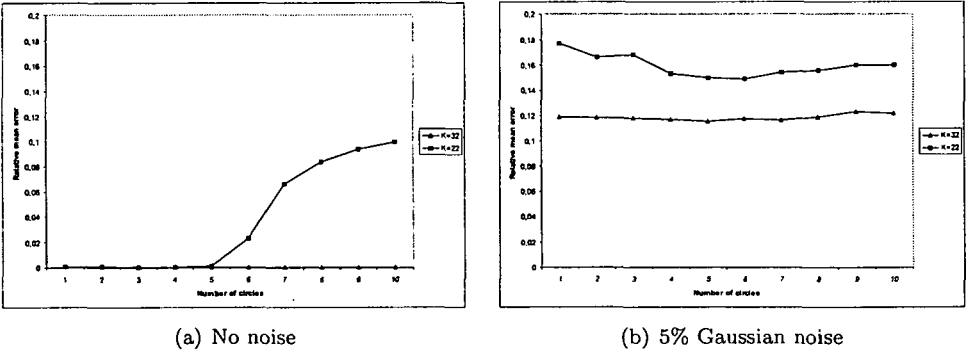 0,2
0,18
0,16
0,14
0,12
0,1
0,08
0,06
0,04
0,02
0
Relative mean error
1 2 3 4 5 6 7 8 9 10
Number of circles
K=32
K=22
(a) No noise
0,2
0,18
0,16
0,14
0,12
0,1
0,08
0,06
0,04
0,02
0
Relative mean error
1 2 3 4 5 6 7 8 9 10
Number of circles
K=32
K=22
(b) 5% Gaussian noise